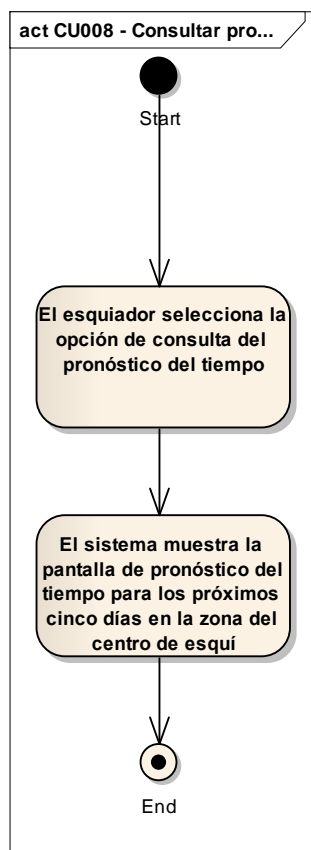 act CU008 - Consultar pro...
Start
El esquiador selecciona la
opción de consulta del
pronóstico del tiempo
El sistema muestra la
pantalla de pronóstico del
tiempo para los próximos
cinco días en la zona del
centro de esquí
End